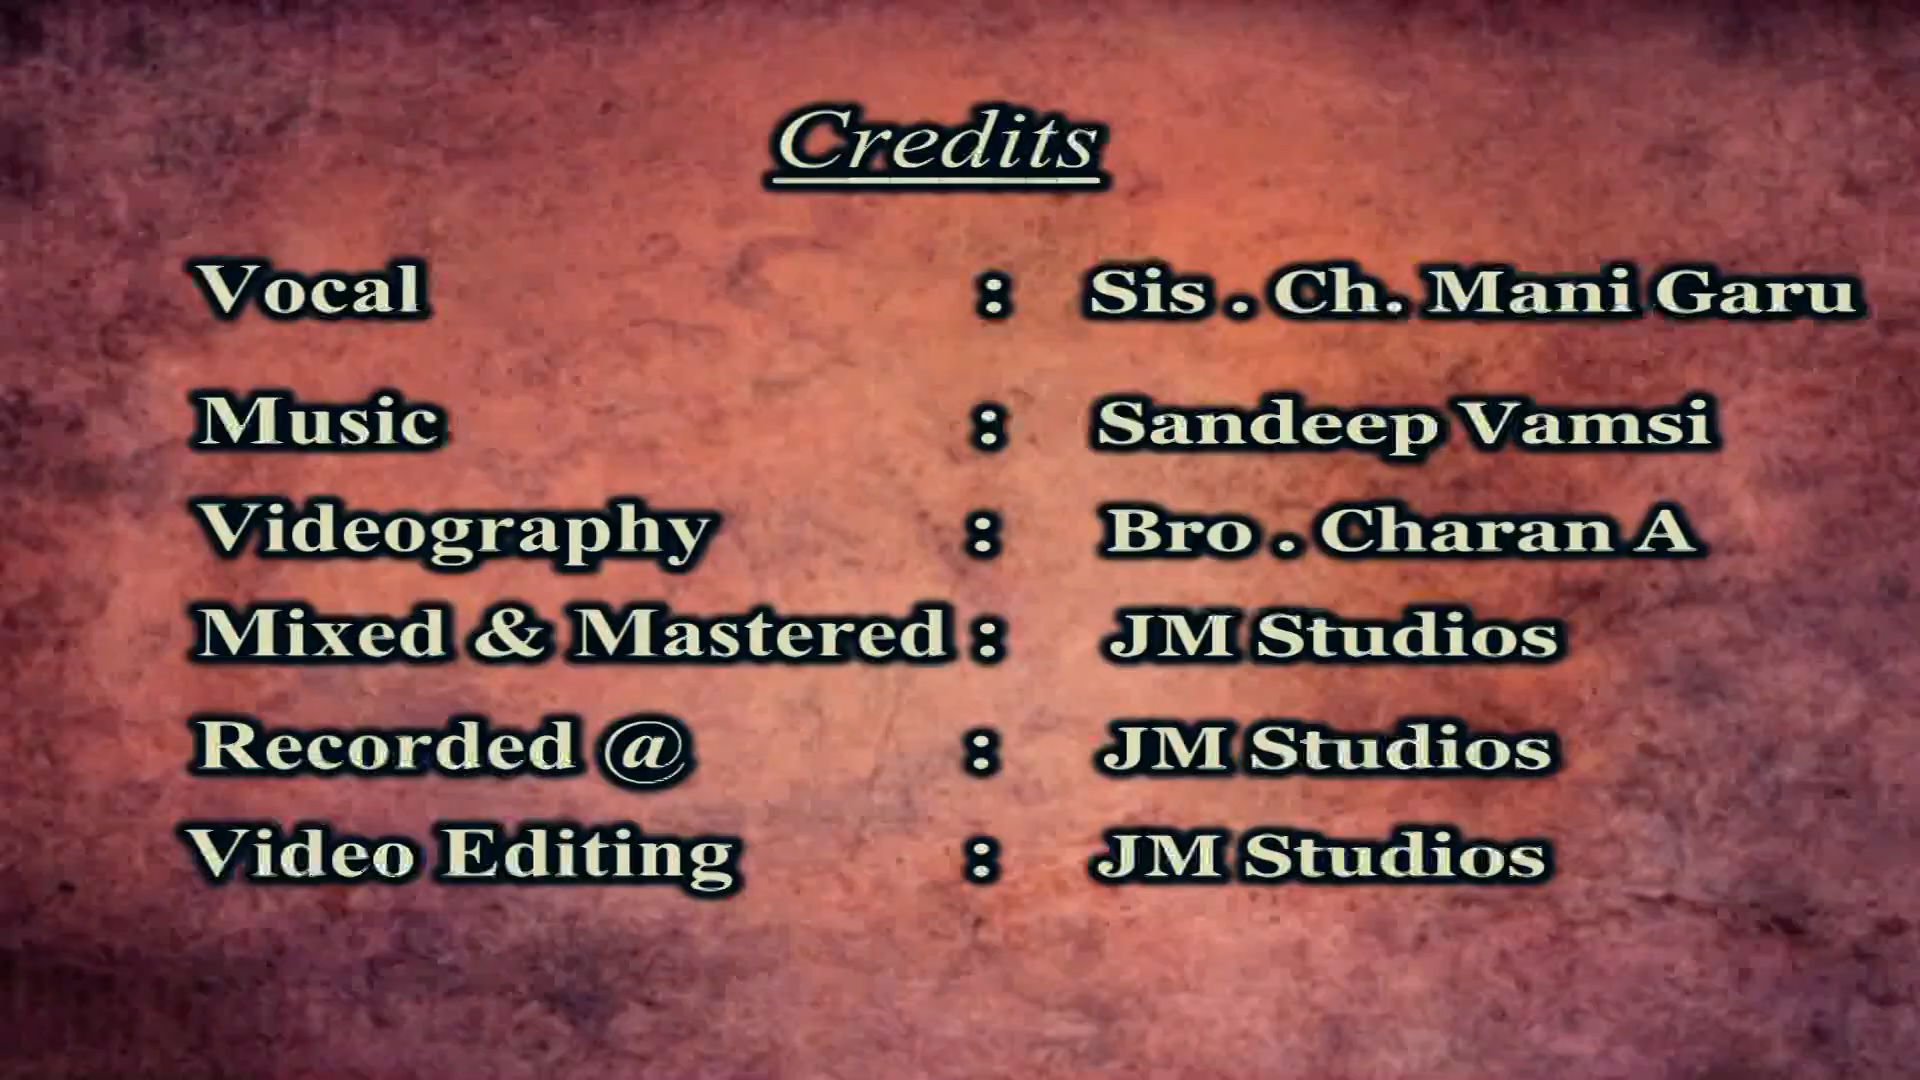 Credits
Vocal : Sis . Ch. Mani Garu
Music : Sandeep Vamsi
Videography : Bro . Charan A
Mixed & Mastered : JM Studios
Recorded @ : JM Studios
Video Editing : JM Studios